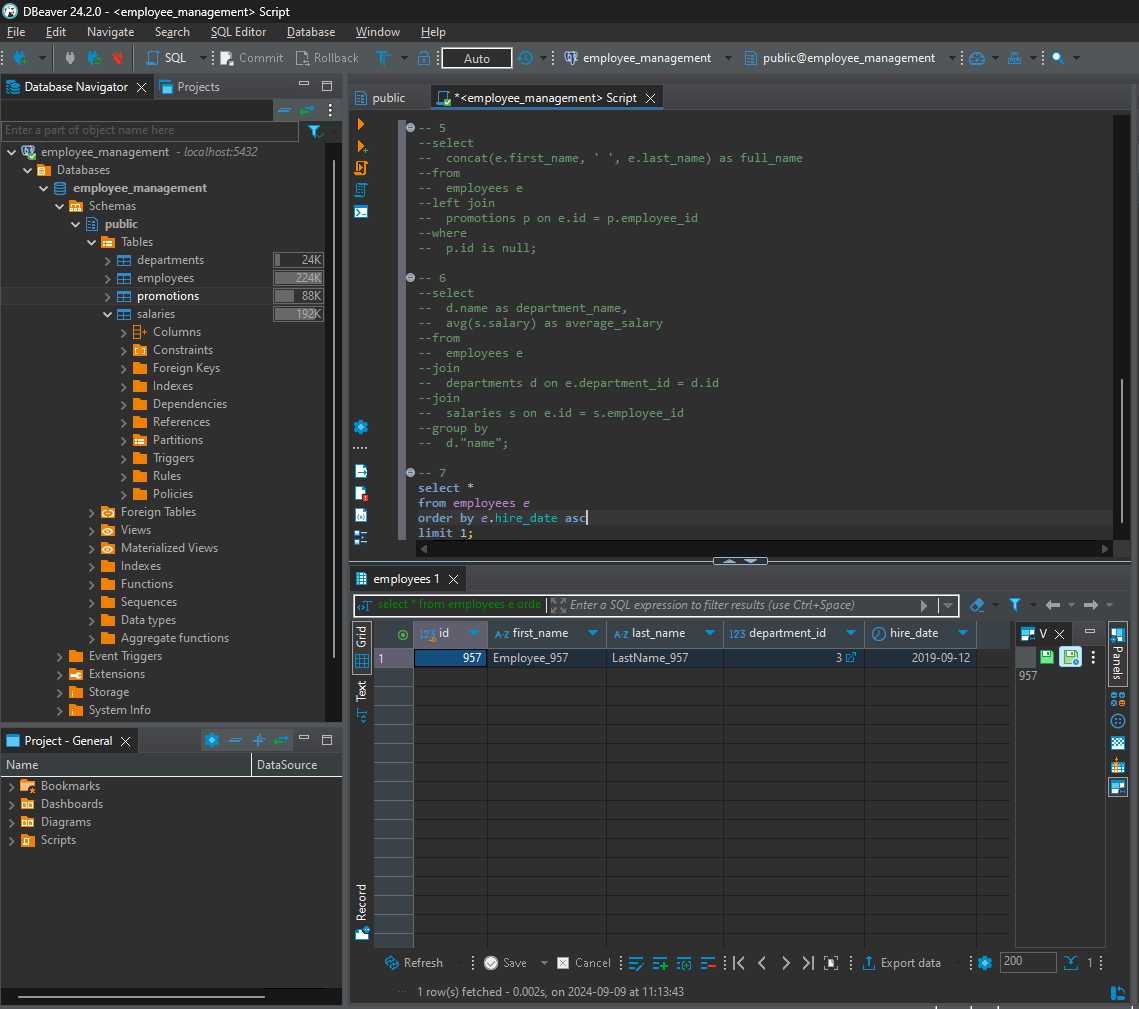 DBeaver 24.2.0 - <employee_management> Script
File Edit Navigate Search SQL Editor Database Window Help
SQL Commit Rollback Auto employee_management public@employee_management
Database Navigator Projects
Enter a part of object name here
employee_management - localhost:5432
Databases
employee_management
Schemas
public
Tables
departments 24K
employees 224K
promotions 88K
salaries 192K
Columns
Constraints
Foreign Keys
Indexes
Dependencies
References
Partitions
Triggers
Rules
Policies
Foreign Tables
Views
Materialized Views
Indexes
Functions
Sequences
Data types
Aggregate functions
Event Triggers
Extensions
Storage
System Info
Project - General
Name DataSource
Bookmarks
Dashboards
Diagrams
Scripts
public *<employee_management> Script
-- 5
--select
-- concat(e.first_name, ' ', e.last_name) as full_name
--from
-- employees e
--left join
-- promotions p on e.id = p.employee_id
--where
-- p.id is null;
-- 6
--select
-- d.name as department_name,
-- avg(s.salary) as average_salary
--from
-- employees e
--join
-- departments d on e.department_id = d.id
--join
-- salaries s on e.id = s.employee_id
--group by
-- d."name";
-- 7
select *
from employees e
order by e.hire_date asc
limit 1;
employees 1
select * from employees e orde Enter a SQL expression to filter results (use Ctrl+Space)
Grid
Text
Record
123 id A-Z first_name A-Z last_name 123 department_id hire_date
1 957 Employee_957 LastName_957 3 2019-09-12
V
957
Panels
Refresh Save Cancel Export data 200 1
1 row(s) fetched - 0.002s, on 2024-09-09 at 11:13:43